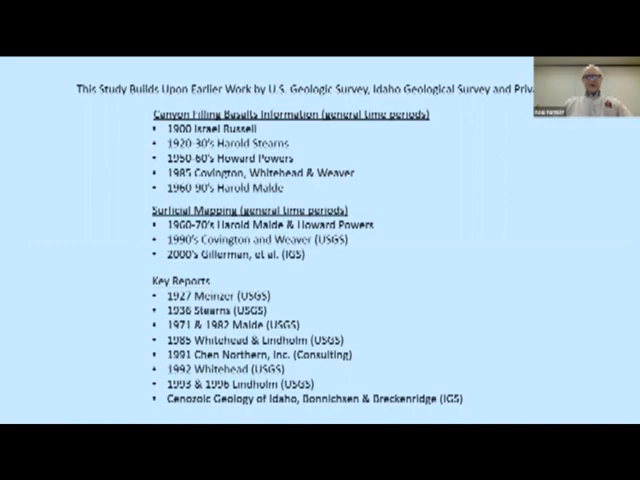 This Study Builds Upon Earlier Work by U.S. Geologic Survey, Idaho Geological Survey and
Canyon Filling Basalts Information (general time periods)
• 1900 Israel Russell
• 1920-30's Harold Stearns
• 1950-60's Howard Powers
• 1985 Covington, Whitehead & Weaver
• 1960-90's Harold Malde
Surficial Mapping (general time periods)
• 1960-70's Harold Malde & Howard Powers
• 1990's Covington and Weaver (USGS)
• 2000's Gillerman, et al. (IGS)
Key Reports
• 1927 Meinzer (USGS)
• 1936 Stearns (USGS)
• 1971 & 1982 Malde (USGS)
• 1985 Whitehead & Lindholm (USGS)
• 1991 Chen Northern, Inc. (Consulting)
• 1992 Whitehead (USGS)
• 1993 & 1996 Lindholm (USGS)
• Cenozoic Geology of Idaho, Bonnichsen & Breckenridge (IGS)